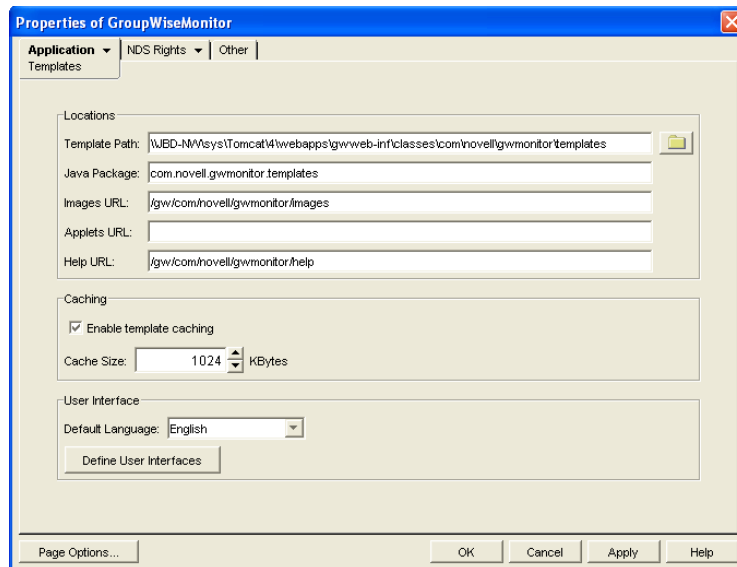 Properties of GroupWiseMonitor
Application NDS Rights Other
Templates
Locations
Template Path: \\JBD-NW\sys\Tomcat\4\webapps\gwweb-inf\classes\com\novell\gwmonitor\templates
Java Package: com.novell.gwmonitor.templates
Images URL: /gw/com/novell/gwmonitor/images
Applets URL:
Help URL: /gw/com/novell/gwmonitor/help
Caching
Enable template caching
Cache Size: 1024 KBytes
User Interface
Default Language: English
Define User Interfaces
Page Options... OK Cancel Apply Help